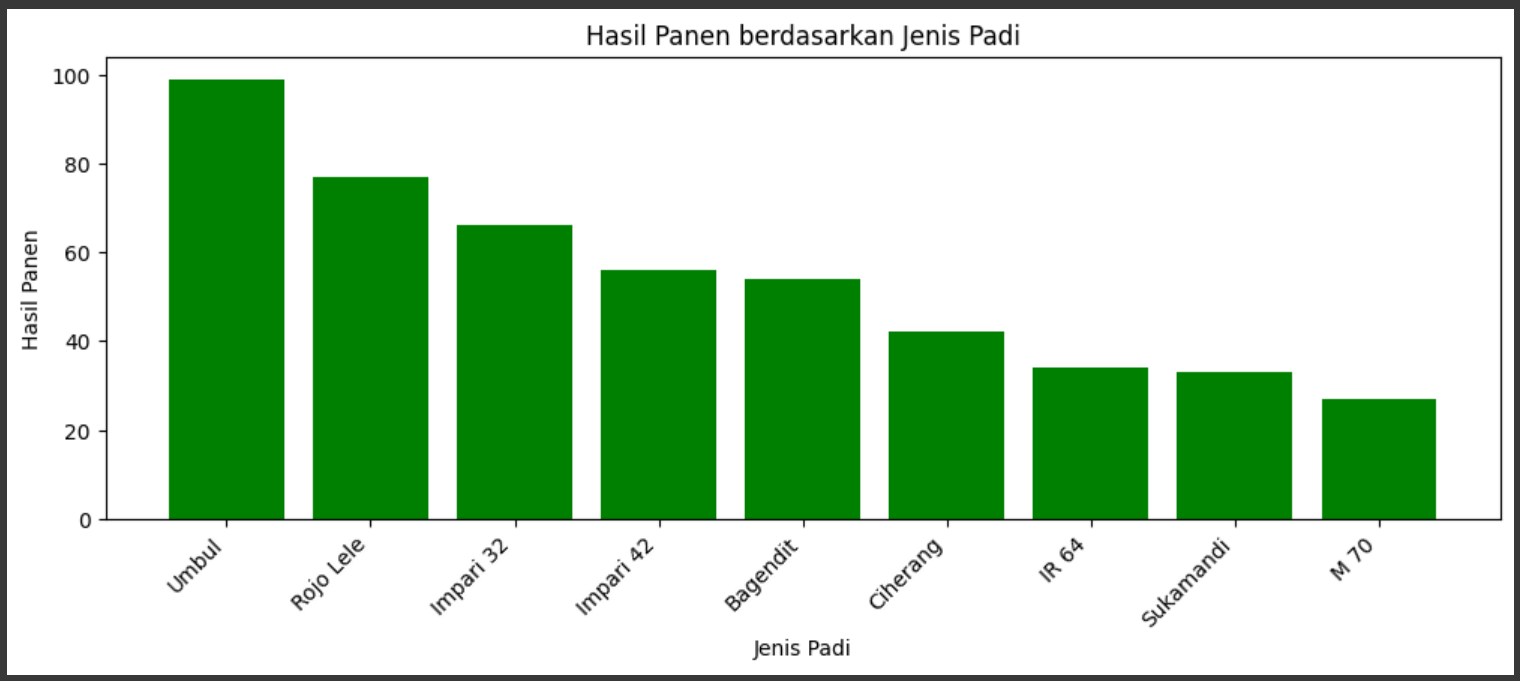 Hasil Panen berdasarkan Jenis Padi
Hasil Panen
100
80
60
40
20
0
Umbul
Rojo Lele
Impari 32
Impari 42
Bagendit
Ciherang
IR 64
Sukamandi
M 70
Jenis Padi